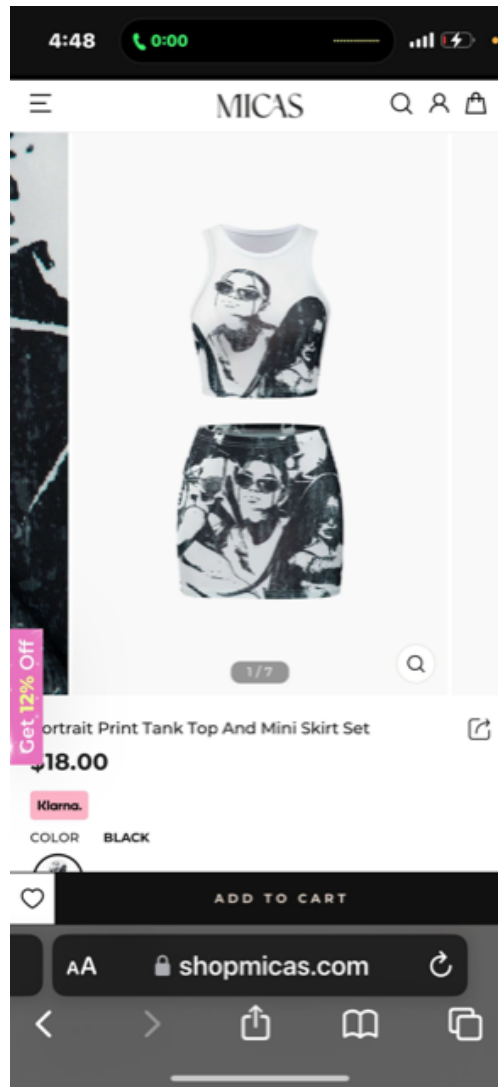 4:48 0:00
MICAS
Get 12% Off
1/7
Portrait Print Tank Top And Mini Skirt Set
$18.00
Klarna.
COLOR BLACK
ADD TO CART
AA shopmicas.com